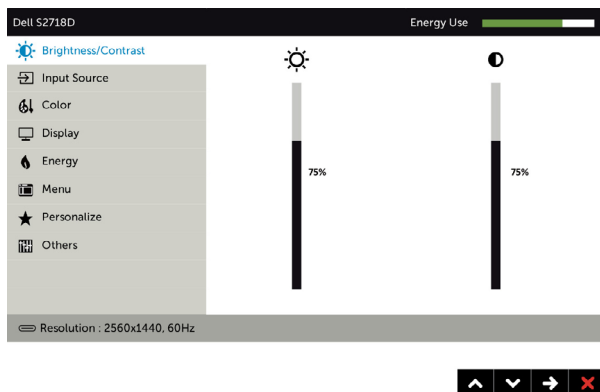 Dell S2718D Energy Use
Brightness/Contrast
Input Source
Color
Display
Energy
Menu
Personalize
Others
75% 75%
Resolution : 2560x1440, 60Hz